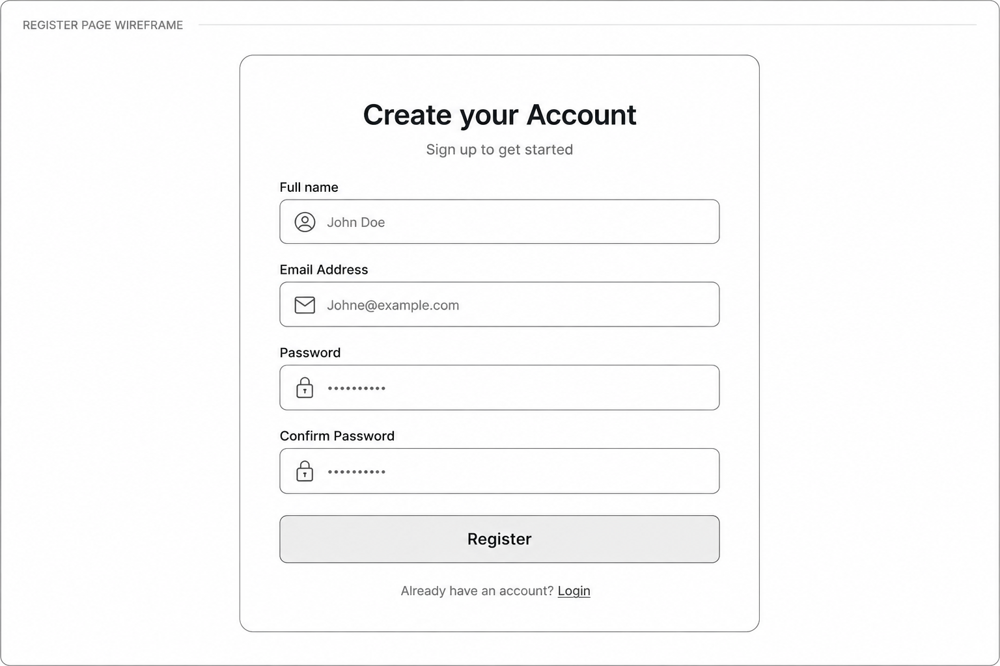 REGISTER PAGE WIREFRAME
Create your Account
Sign up to get started
Full name
John Doe
Email Address
Johne@example.com
Password
••••••••••
Confirm Password
••••••••••
Register
Already have an account? Login